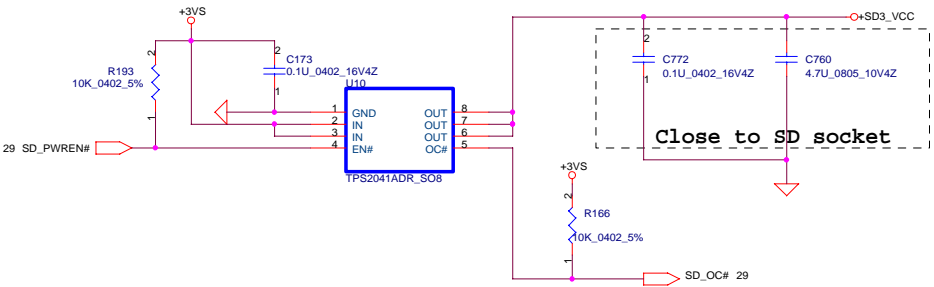 +3VS
+SD3_VCC
2
2
C173
0.1U_0402_16V4Z
1
R193
10K_0402_5%
2
1
U10
1 GND OUT 8
2 IN OUT 7
3 IN OUT 6
4 EN# OC# 5
TPS2041ADR_SO8
29 SD_PWREN#
C772
0.1U_0402_16V4Z
1
C760
4.7U_0805_10V4Z
Close to SD socket
+3VS
2
R166
10K_0402_5%
1
SD_OC# 29